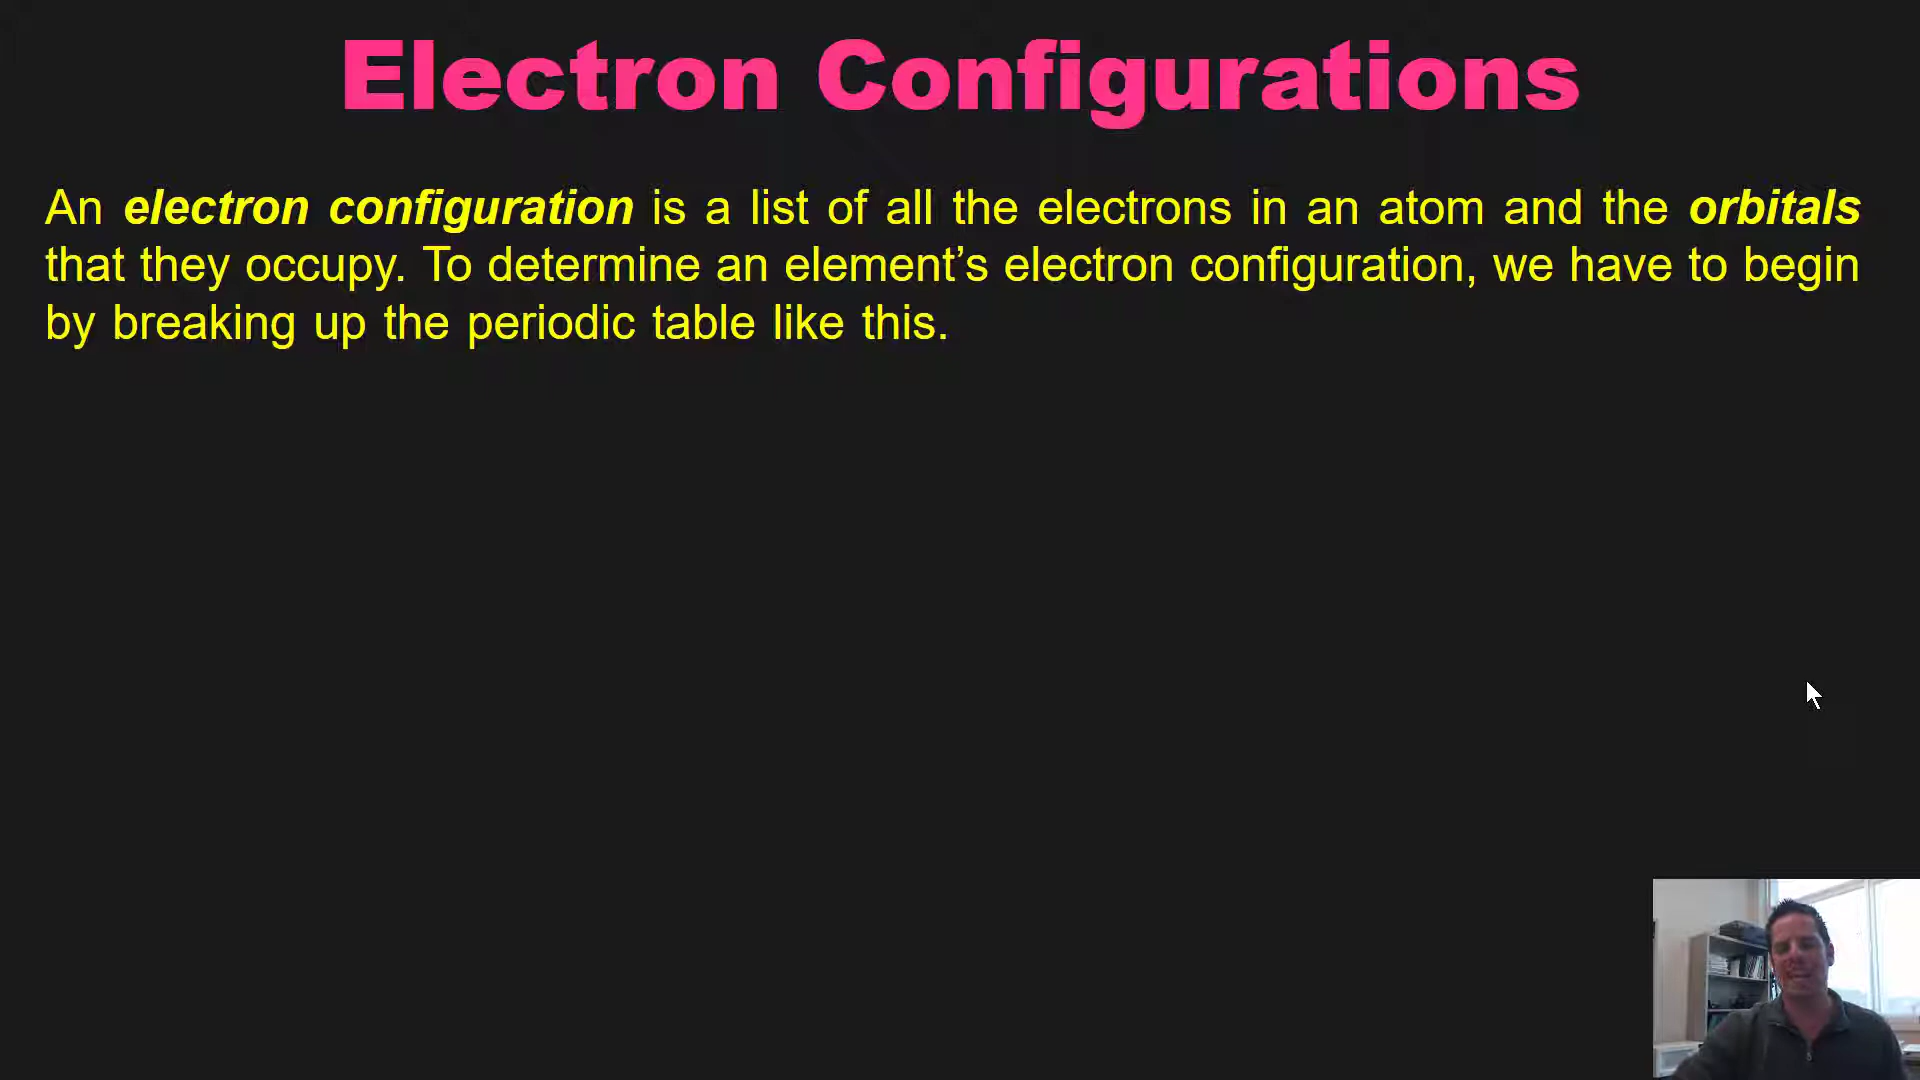 Electron Configurations
An electron configuration is a list of all the electrons in an atom and the orbitals
that they occupy. To determine an element’s electron configuration, we have to begin
by breaking up the periodic table like this.